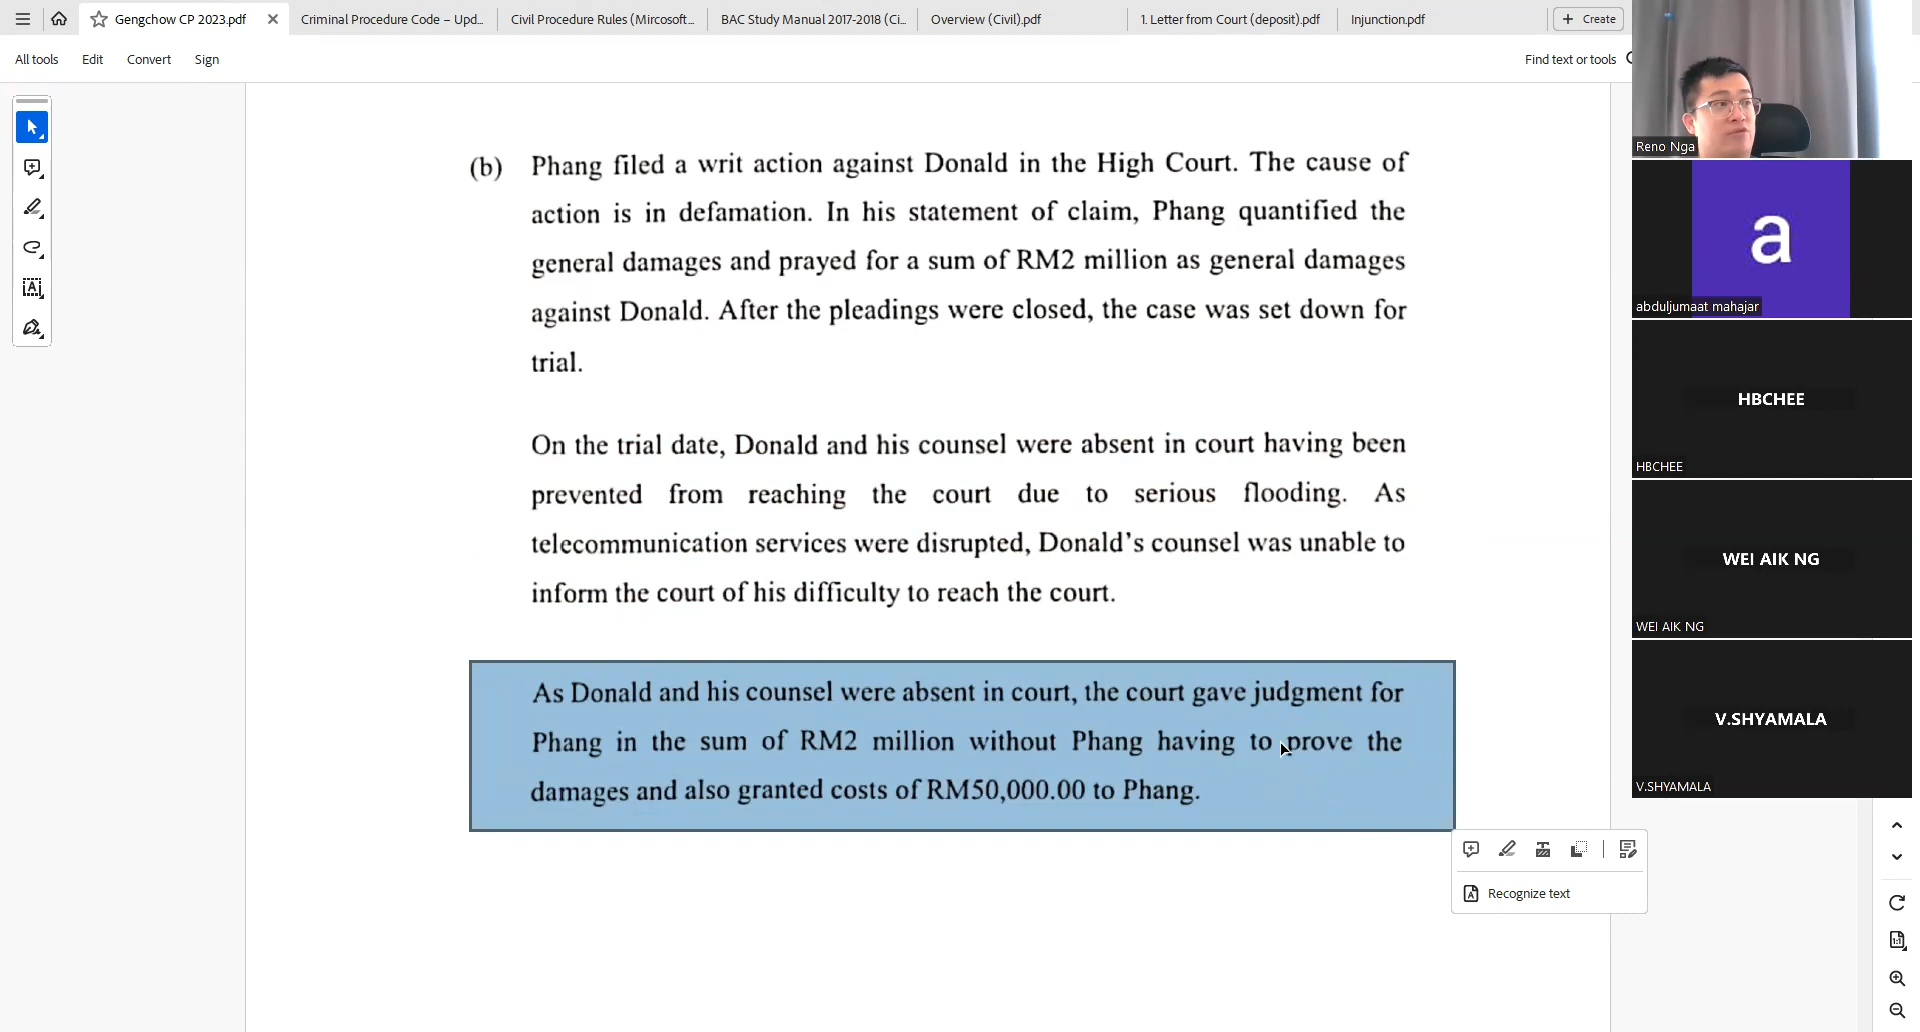 Gengchow CP 2023.pdf
Criminal Procedure Code – Upd...
Civil Procedure Rules (Mircosoft...
BAC Study Manual 2017-2018 (Ci...
Overview (Civil).pdf
1. Letter from Court (deposit).pdf
Injunction.pdf
Create
All tools
Edit
Convert
Sign
Find text or tools
(b) Phang filed a writ action against Donald in the High Court. The cause of
action is in defamation. In his statement of claim, Phang quantified the
general damages and prayed for a sum of RM2 million as general damages
against Donald. After the pleadings were closed, the case was set down for
trial.
On the trial date, Donald and his counsel were absent in court having been
prevented from reaching the court due to serious flooding. As
telecommunication services were disrupted, Donald's counsel was unable to
inform the court of his difficulty to reach the court.
As Donald and his counsel were absent in court, the court gave judgment for
Phang in the sum of RM2 million without Phang having to prove the
damages and also granted costs of RM50,000.00 to Phang.
Recognize text
Reno Nga
a
abduljumaat mahajar
HBCHEE
HBCHEE
WEI AIK NG
WEI AIK NG
V.SHYAMALA
V.SHYAMALA